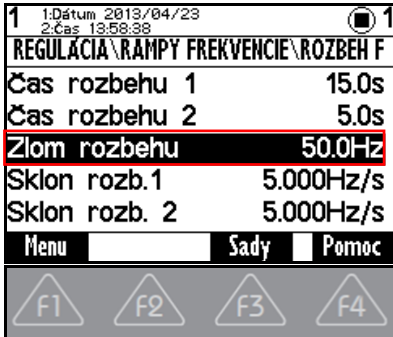 1 1:Dátum 2013/04/23 1
2:Čas 13:58:38
REGULÁCIA\RAMPY FREKVENCIE\ROZBEH F
Čas rozbehu 1 15.0s
Čas rozbehu 2 5.0s
Zlom rozbehu 50.0Hz
Sklon rozb.1 5.000Hz/s
Sklon rozb. 2 5.000Hz/s
Menu Sady Pomoc
F1 F2 F3 F4